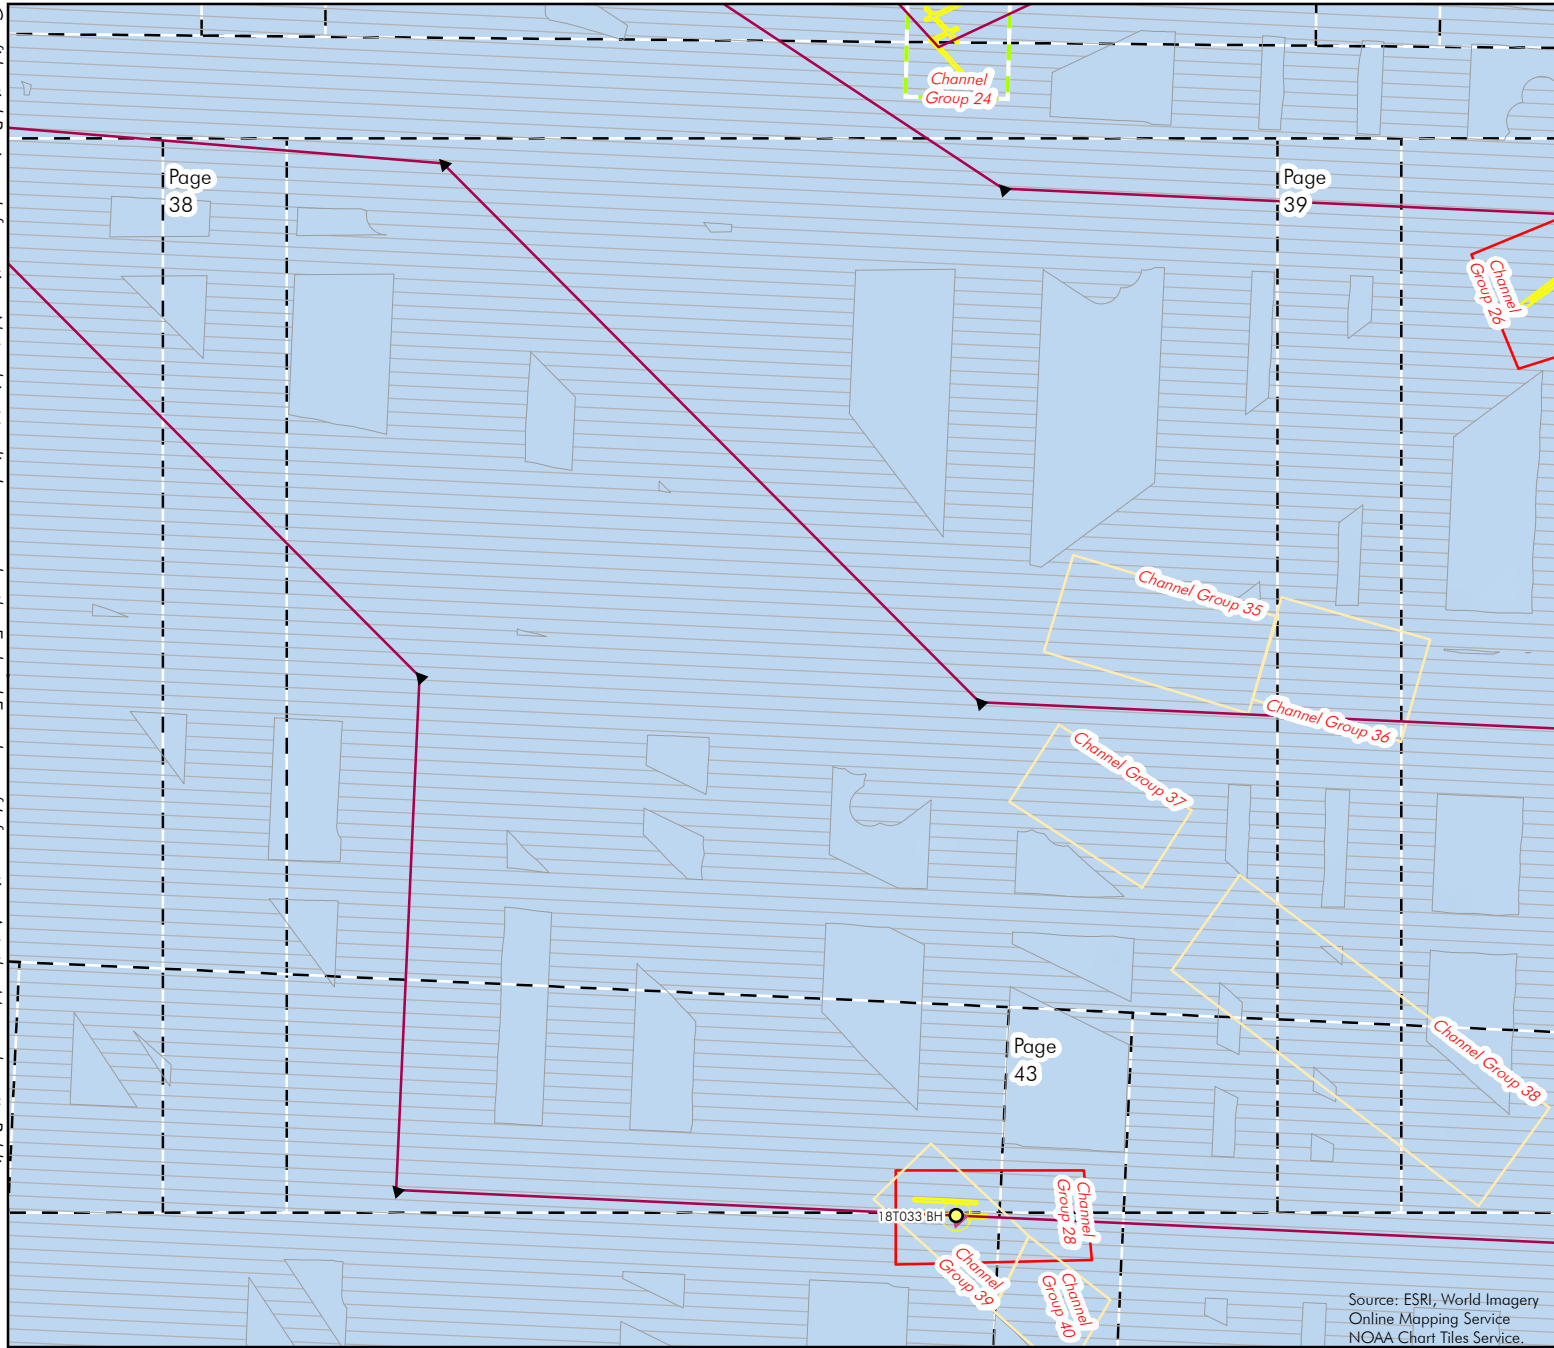 Channel
Group 24
Page
38
Page
39
Channel
Group 26
Channel Group 35
Channel Group 36
Channel Group 37
Channel Group 38
Page
43
18T033
BH
Channel
Group 28
Channel
Group 39
Channel
Group 40
Source: ESRI, World Imagery
Online Mapping Service
NOAA Chart Tiles Service.